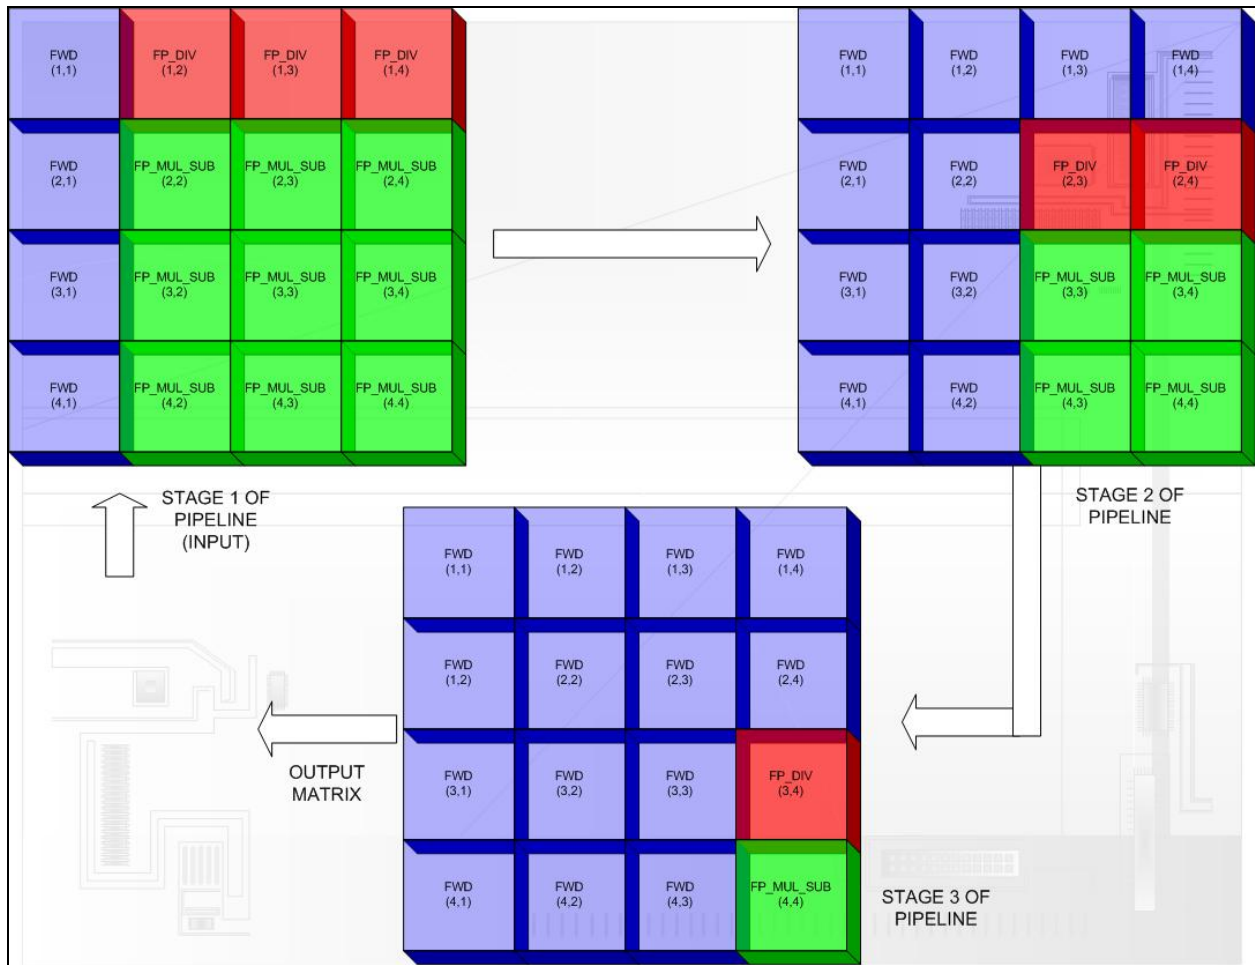 FWD
(1,1)
FP_DIV
(1,2)
FP_DIV
(1,3)
FP_DIV
(1,4)
FWD
(2,1)
FP_MUL_SUB
(2,2)
FP_MUL_SUB
(2,3)
FP_MUL_SUB
(2,4)
FWD
(3,1)
FP_MUL_SUB
(3,2)
FP_MUL_SUB
(3,3)
FP_MUL_SUB
(3,4)
FWD
(4,1)
FP_MUL_SUB
(4,2)
FP_MUL_SUB
(4,3)
FP_MUL_SUB
(4.4)
STAGE 1 OF
PIPELINE
(INPUT)
FWD
(1,1)
FWD
(1,2)
FWD
(1,3)
FWD
(1,4)
FWD
(2,1)
FWD
(2,2)
FP_DIV
(2,3)
FP_DIV
(2,4)
FWD
(3,1)
FWD
(3,2)
FP_MUL_SUB
(3,3)
FP_MUL_SUB
(3,4)
FWD
(4,1)
FWD
(4,2)
FP_MUL_SUB
(4,3)
FP_MUL_SUB
(4,4)
STAGE 2 OF
PIPELINE
FWD
(1,1)
FWD
(1,2)
FWD
(1,3)
FWD
(1,4)
FWD
(1,2)
FWD
(2,2)
FWD
(2,3)
FWD
(2,4)
FWD
(3,1)
FWD
(3,2)
FWD
(3,3)
FP_DIV
(3,4)
FWD
(4,1)
FWD
(4,2)
FWD
(4,3)
FP_MUL_SUB
(4,4)
OUTPUT
MATRIX
STAGE 3 OF
PIPELINE